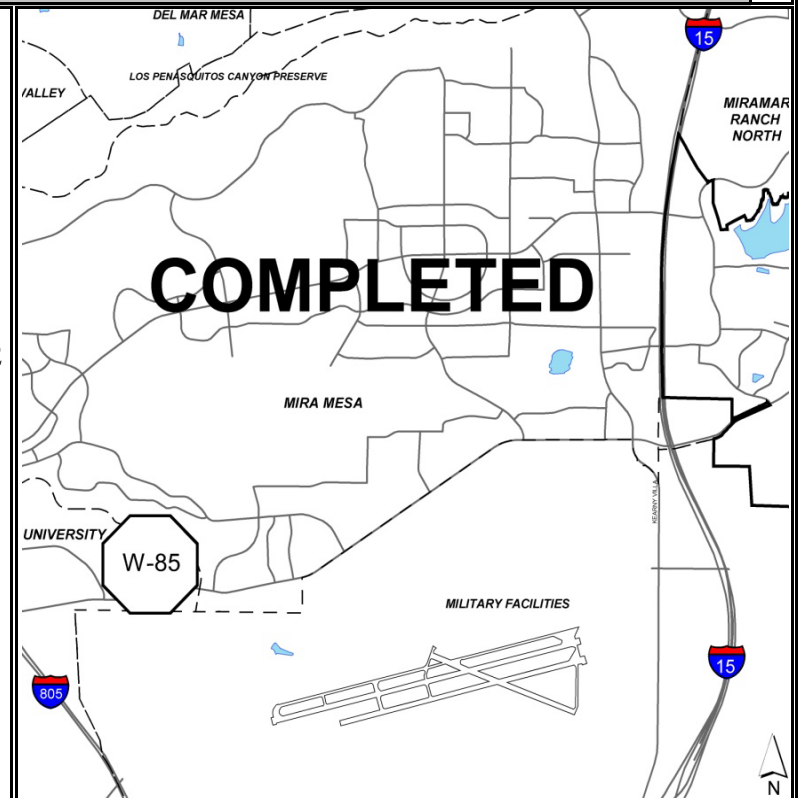 DEL MAR MESA
15
LOS PENASQUITOS CANYON PRESERVE
VALLEY
MIRAMAR
RANCH
NORTH
COMPLETED
MIRA MESA
KEARNY VILLA
UNIVERSITY
W-85
MILITARY FACILITIES
15
805
N